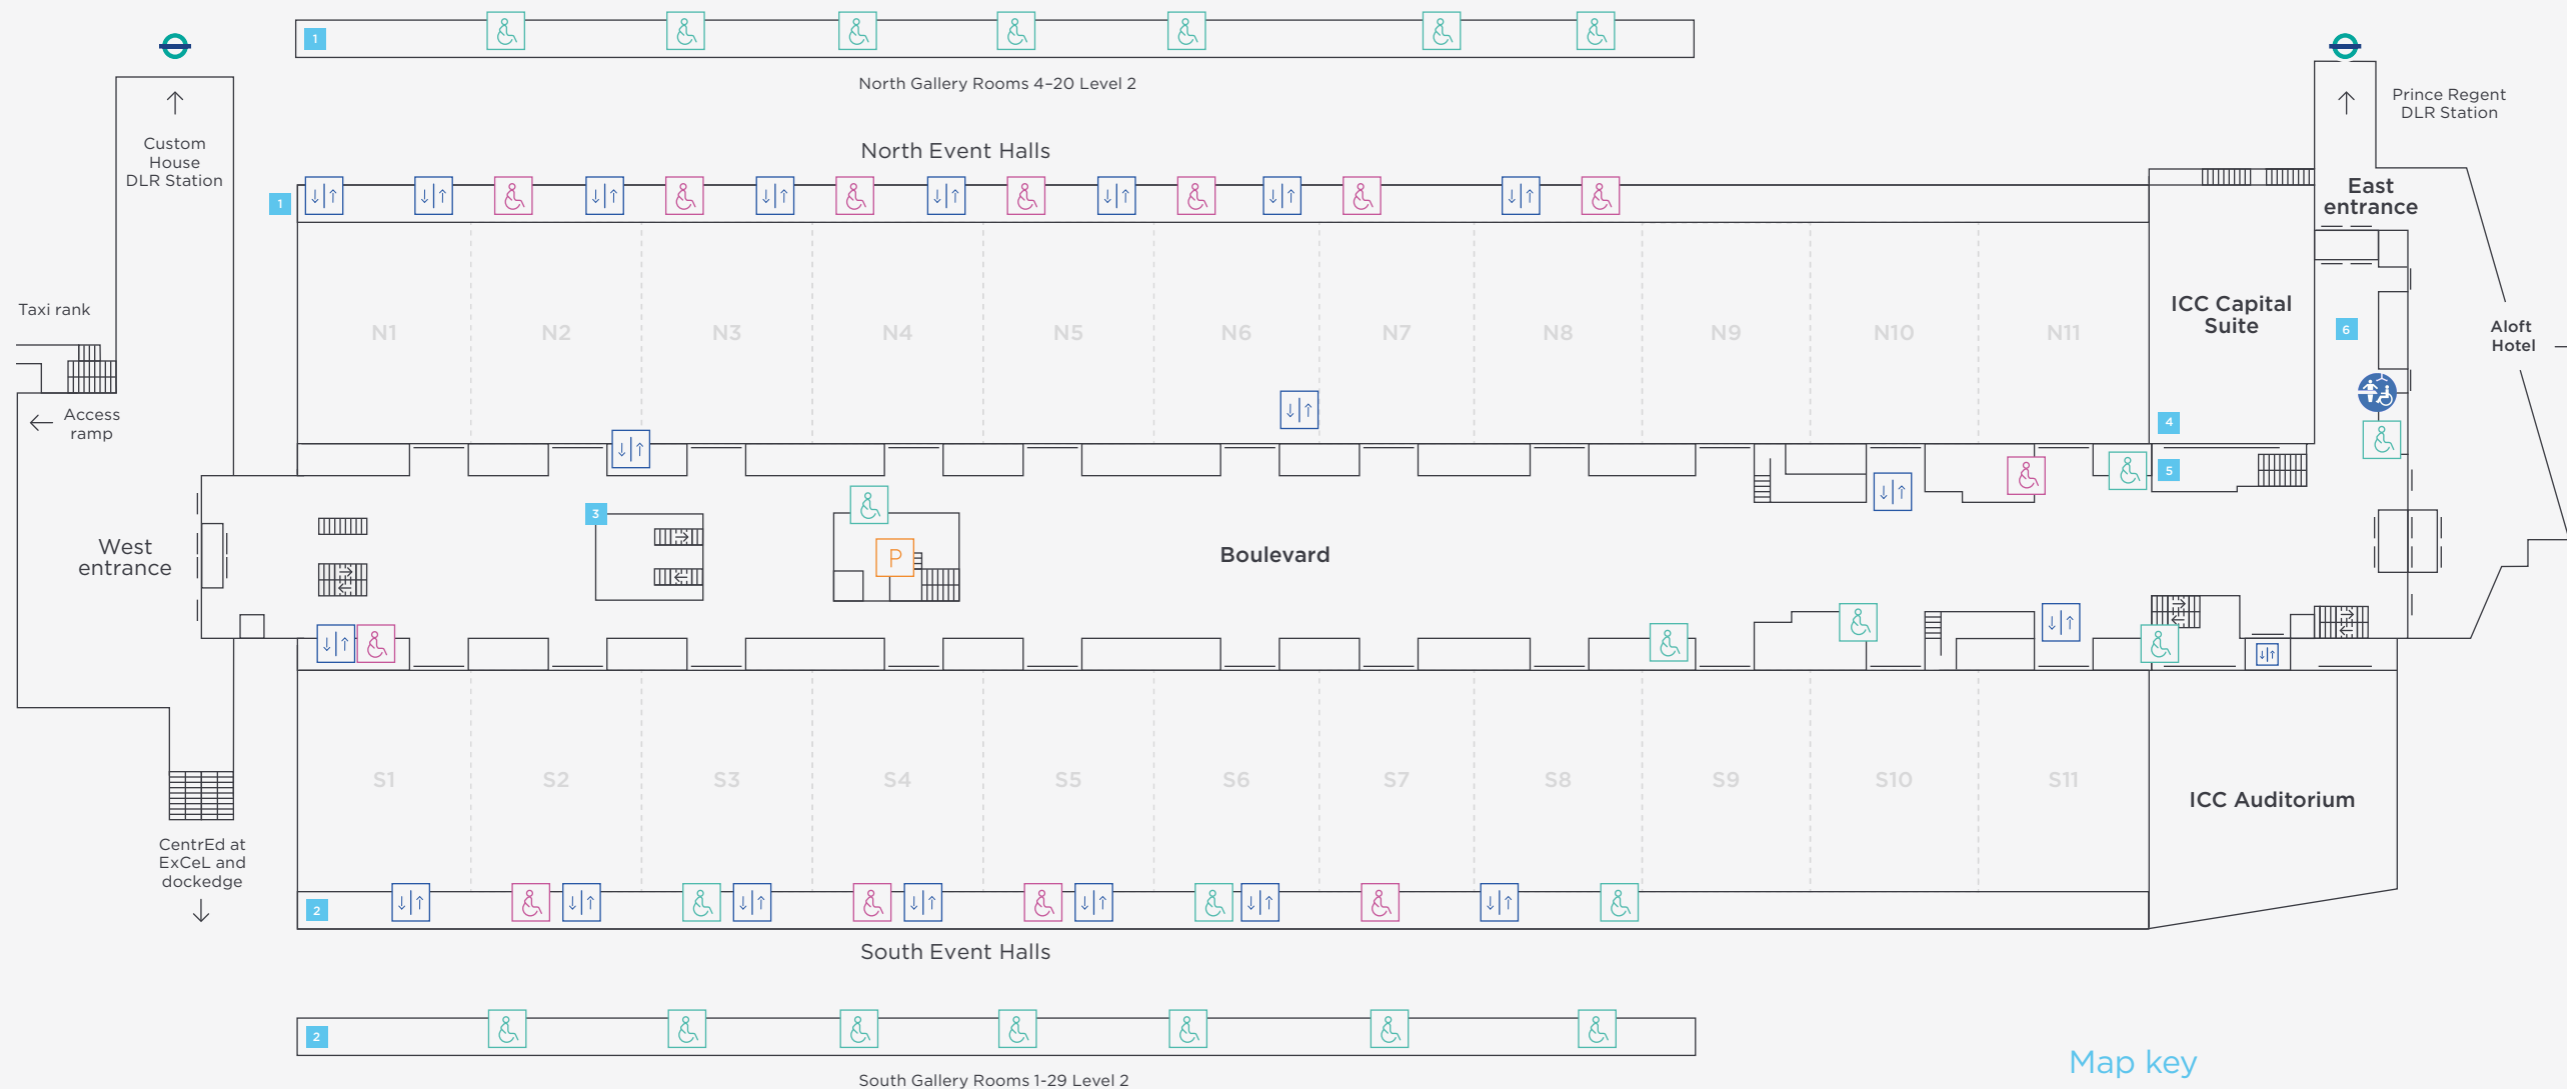 1
North Gallery Rooms 4-20 Level 2
Custom
House
DLR Station
Prince Regent
DLR Station
North Event Halls
1
East
entrance
Taxi rank
N1
N2
N3
N4
N5
N6
N7
N8
N9
N10
N11
ICC Capital
Suite
6
Aloft
Hotel
Access
ramp
4
5
3
West
entrance
P
Boulevard
S1
S2
S3
S4
S5
S6
S7
S8
S9
S10
S11
ICC Auditorium
CentrEd at
ExCeL and
dockedge
2
South Event Halls
2
South Gallery Rooms 1-29 Level 2
Map key